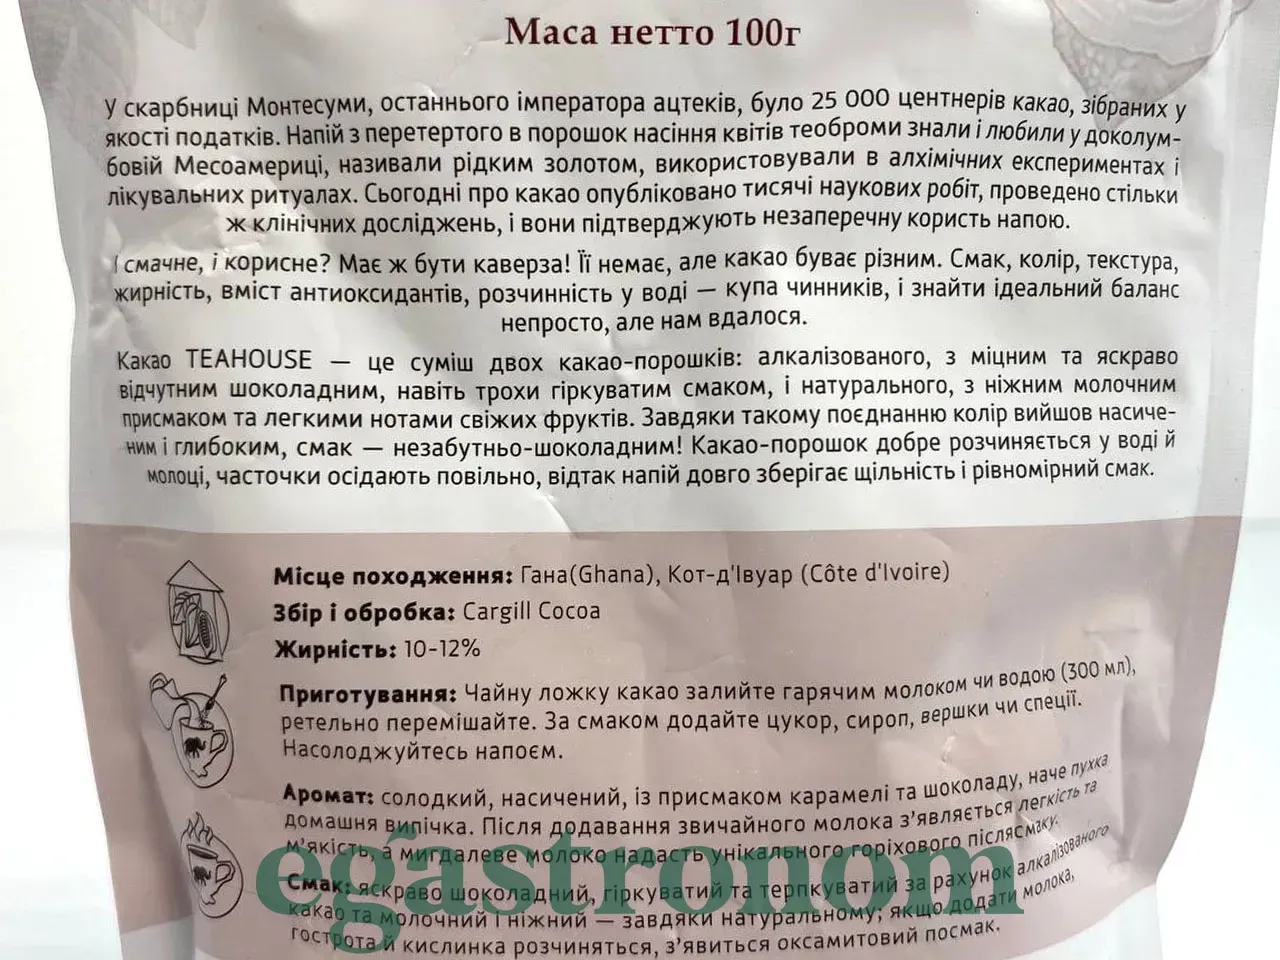 Маса нетто 100г
У скарбниці Монтесуми, останнього імператора ацтеків, було 25 000 центнерів какао, зібраних у
якості податків. Напій з перетертого в порошок насіння квітів теоброми знали і любили у доколум-
бовій Месоамериці, називали рідким золотом, використовували в алхімічних експериментах і
лікувальних ритуалах. Сьогодні про какао опубліковано тисячі наукових робіт, проведено стільки
ж клінічних досліджень, і вони підтверджують незаперечну користь напою.
І смачне, і корисне? Має ж бути каверза! Її немає, але какао буває різним. Смак, колір, текстура,
жирність, вміст антиоксидантів, розчинність у воді — купа чинників, і знайти ідеальний баланс
непросто, але нам вдалося.
Какао TEAHOUSE — це суміш двох какао-порошків: алкалізованого, з міцним та яскраво
відчутним шоколадним, навіть трохи гіркуватим смаком, і натурального, з ніжним молочним
присмаком та легкими нотами свіжих фруктів. Завдяки такому поєднанню колір вийшов насиче-
ним і глибоким, смак — незабутньо-шоколадним! Какао-порошок добре розчиняється у воді й
молоці, часточки осідають повільно, відтак напій довго зберігає щільність і рівномірний смак.
Місце походження: Гана(Ghana), Кот-д'Івуар (Côte d'Ivoire)
Збір і обробка: Cargill Cocoa
Жирність: 10-12%
Приготування: Чайну ложку какао залийте гарячим молоком чи водою (300 мл),
ретельно перемішайте. За смаком додайте цукор, сироп, вершки чи спеції.
Насолоджуйтесь напоєм.
Аромат: солодкий, насичений, із присмаком карамелі та шоколаду, наче пухка
домашня випічка. Після додавання звичайного молока з'являється легкість та
м'якість, а мигдалеве молоко надасть унікального горіхового післясмаку.
Смак: яскраво шоколадний, гіркуватий та терпкуватий за рахунок алкалізованого
какао та молочний і ніжний — завдяки натуральному; якщо додати молока,
гострота й кислинка розчиняться, з'явиться оксамитовий посмак.
egastronom